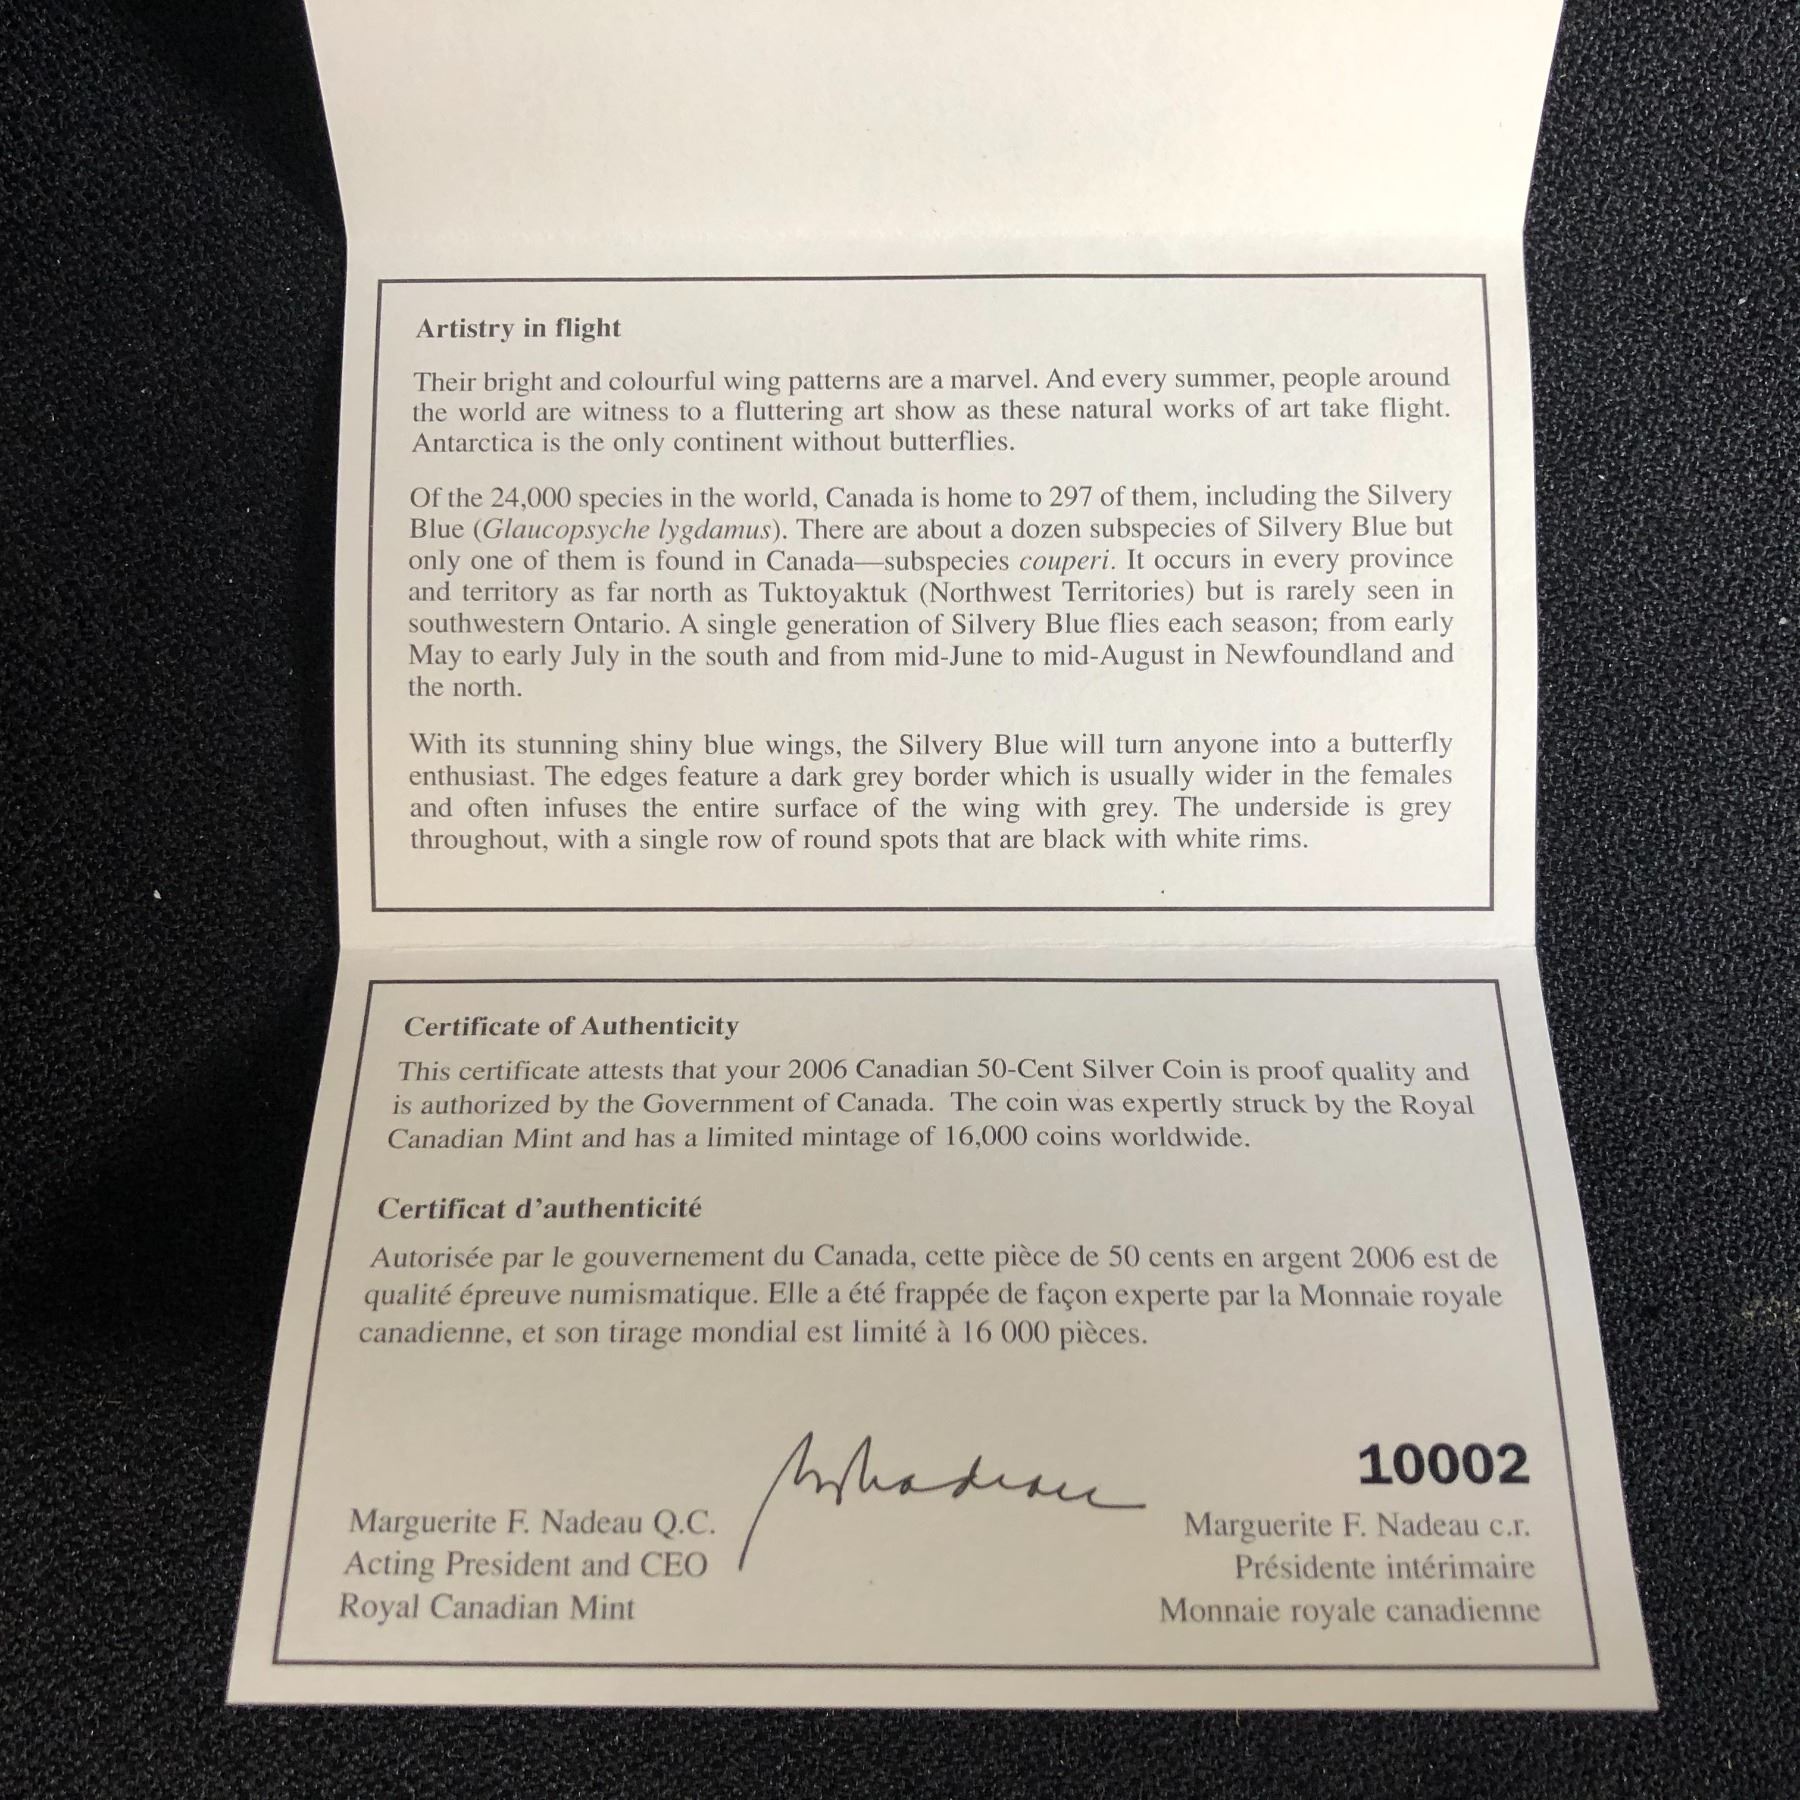 Artistry in flight
Their bright and colourful wing patterns are a marvel. And every summer, people around
the world are witness to a fluttering art show as these natural works of art take flight.
Antarctica is the only continent without butterflies.
Of the 24,000 species in the world, Canada is home to 297 of them, including the Silvery
Blue (Glaucopsyche lygdamus). There are about a dozen subspecies of Silvery Blue but
only one of them is found in Canada—subspecies couperi. It occurs in every province
and territory as far north as Tuktoyaktuk (Northwest Territories) but is rarely seen in
southwestern Ontario. A single generation of Silvery Blue flies each season; from early
May to early July in the south and from mid-June to mid-August in Newfoundland and
the north.
With its stunning shiny blue wings, the Silvery Blue will turn anyone into a butterfly
enthusiast. The edges feature a dark grey border which is usually wider in the females
and often infuses the entire surface of the wing with grey. The underside is grey
throughout, with a single row of round spots that are black with white rims.
Certificate of Authenticity
This certificate attests that your 2006 Canadian 50-Cent Silver Coin is proof quality and
is authorized by the Government of Canada. The coin was expertly struck by the Royal
Canadian Mint and has a limited mintage of 16,000 coins worldwide.
Certificat d'authenticité
Autorisée par le gouvernement du Canada, cette pièce de 50 cents en argent 2006 est de
qualité épreuve numismatique. Elle a été frappée de façon experte par la Monnaie royale
canadienne, et son tirage mondial est limité à 16 000 pièces.
10002
Marguerite F. Nadeau Q.C.
Acting President and CEO
Royal Canadian Mint
Marguerite F. Nadeau c.r.
Présidente intérimaire
Monnaie royale canadienne